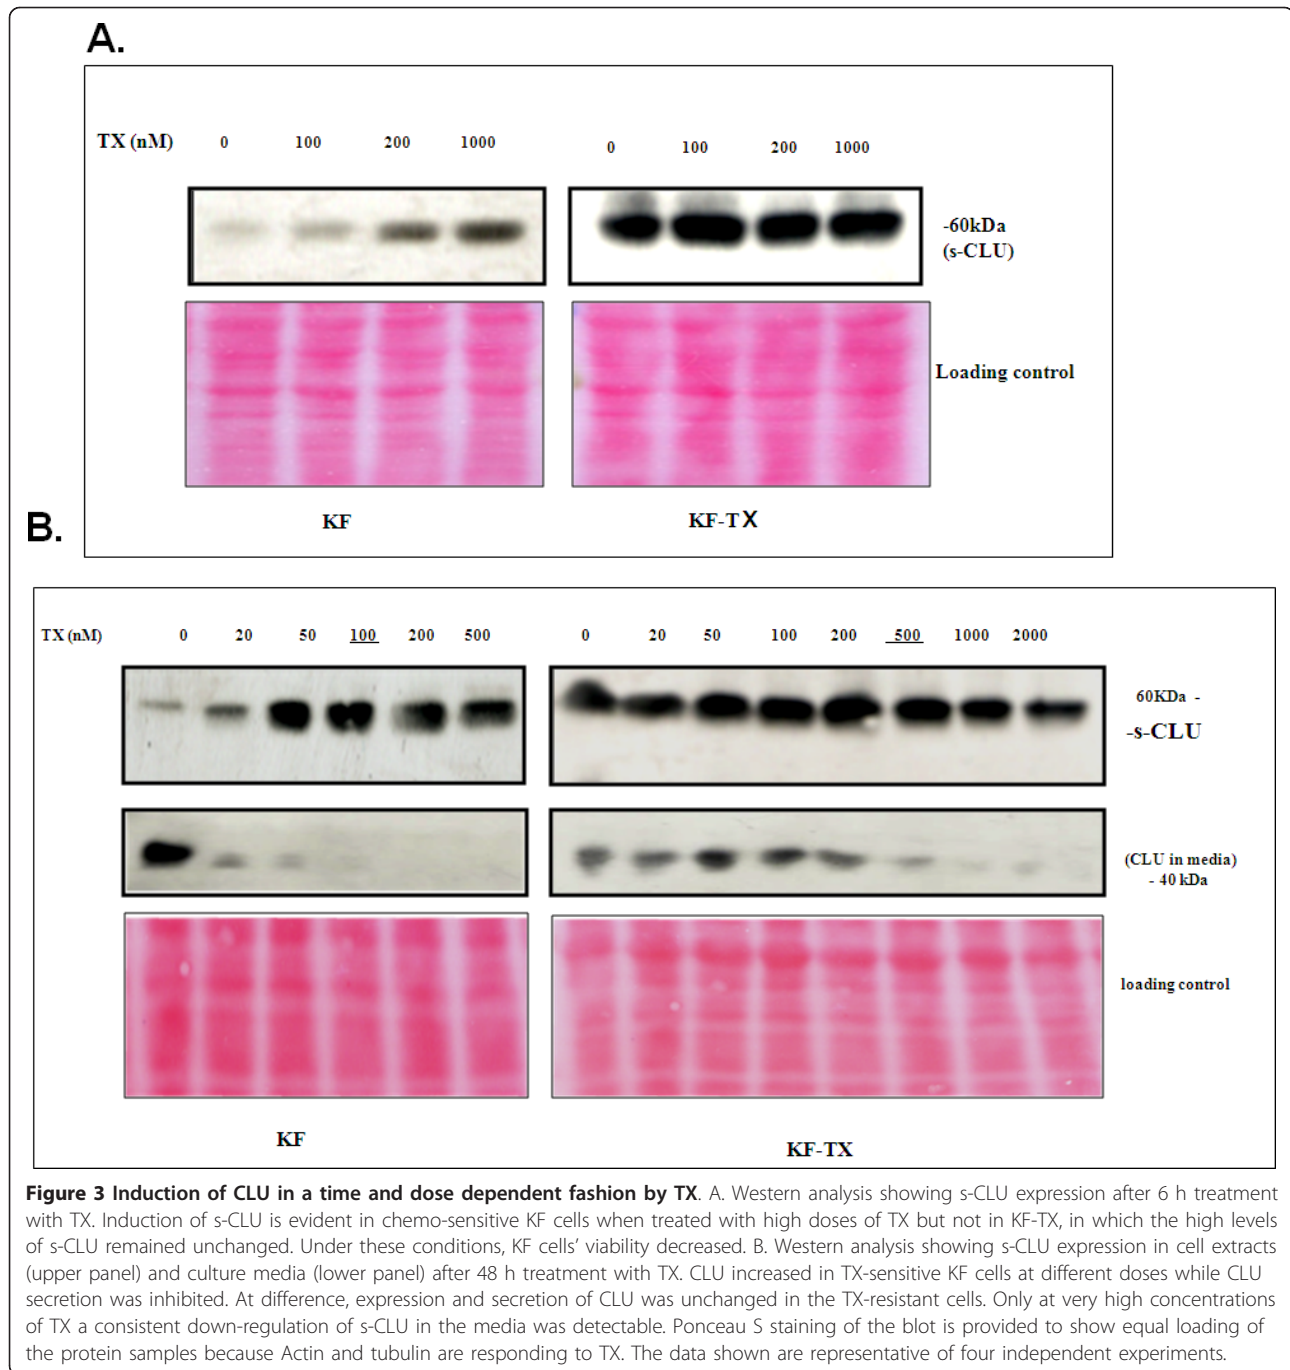 A.
TX (nM) 0 100 200 1000 0 100 200 1000
-60kDa
(s-CLU)
Loading control
KF KF-TX
B.
TX (nM) 0 20 50 100 200 500 0 20 50 100 200 500 1000 2000
60KDa -
-s-CLU
(CLU in media)
- 40 kDa
loading control
KF KF-TX
Figure 3 Induction of CLU in a time and dose dependent fashion by TX. A. Western analysis showing s-CLU expression after 6 h treatment
with TX. Induction of s-CLU is evident in chemo-sensitive KF cells when treated with high doses of TX but not in KF-TX, in which the high levels
of s-CLU remained unchanged. Under these conditions, KF cells' viability decreased. B. Western analysis showing s-CLU expression in cell extracts
(upper panel) and culture media (lower panel) after 48 h treatment with TX. CLU increased in TX-sensitive KF cells at different doses while CLU
secretion was inhibited. At difference, expression and secretion of CLU was unchanged in the TX-resistant cells. Only at very high concentrations
of TX a consistent down-regulation of s-CLU in the media was detectable. Ponceau S staining of the blot is provided to show equal loading of
the protein samples because Actin and tubulin are responding to TX. The data shown are representative of four independent experiments.